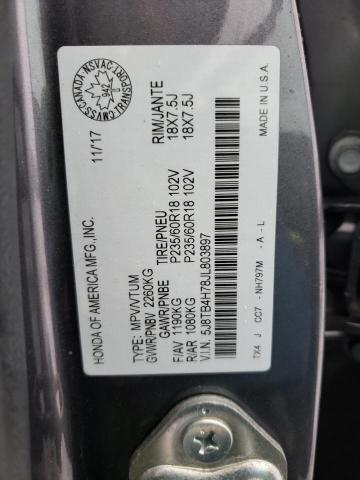 HONDA OF AMERICA MFG.,INC. 11/17
CANADA-NSVAC
942
TRANSPORT-CMVSS
TYPE: MPV/VTUM
GVWR/PNBV 2260KG
GAWR/PNBE TIRE/PNEU RIM/JANTE
F/AV 1190KG P235/60R18 102V 18X7.5J
R/AR 1080KG P235/60R18 102V 18X7.5J
V.I.N. 5J8TB4H78JL803897
TX4 J CC7 - NH797M - A - L MADE IN U.S.A.